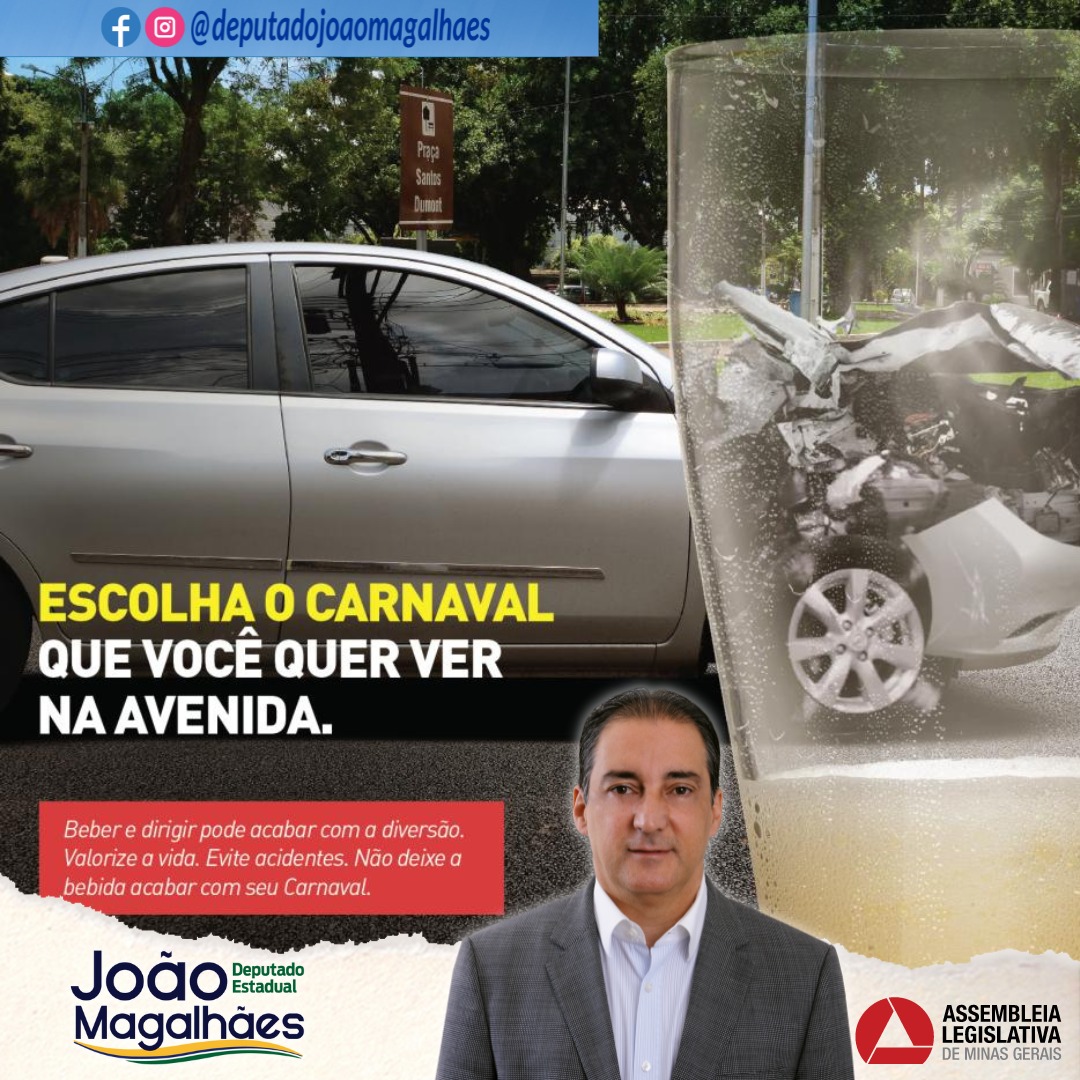 @deputadojoaomagalhaes
Praça
Santos
Dumont
ESCOLHA O CARNAVAL
QUE VOCÊ QUER VER
NA AVENIDA.
Beber e dirigir pode acabar com a diversão.
Valorize a vida. Evite acidentes. Não deixe a
bebida acabar com seu Carnaval.
João Deputado
Estadual
Magalhães
ASSEMBLEIA
LEGISLATIVA
DE MINAS GERAIS